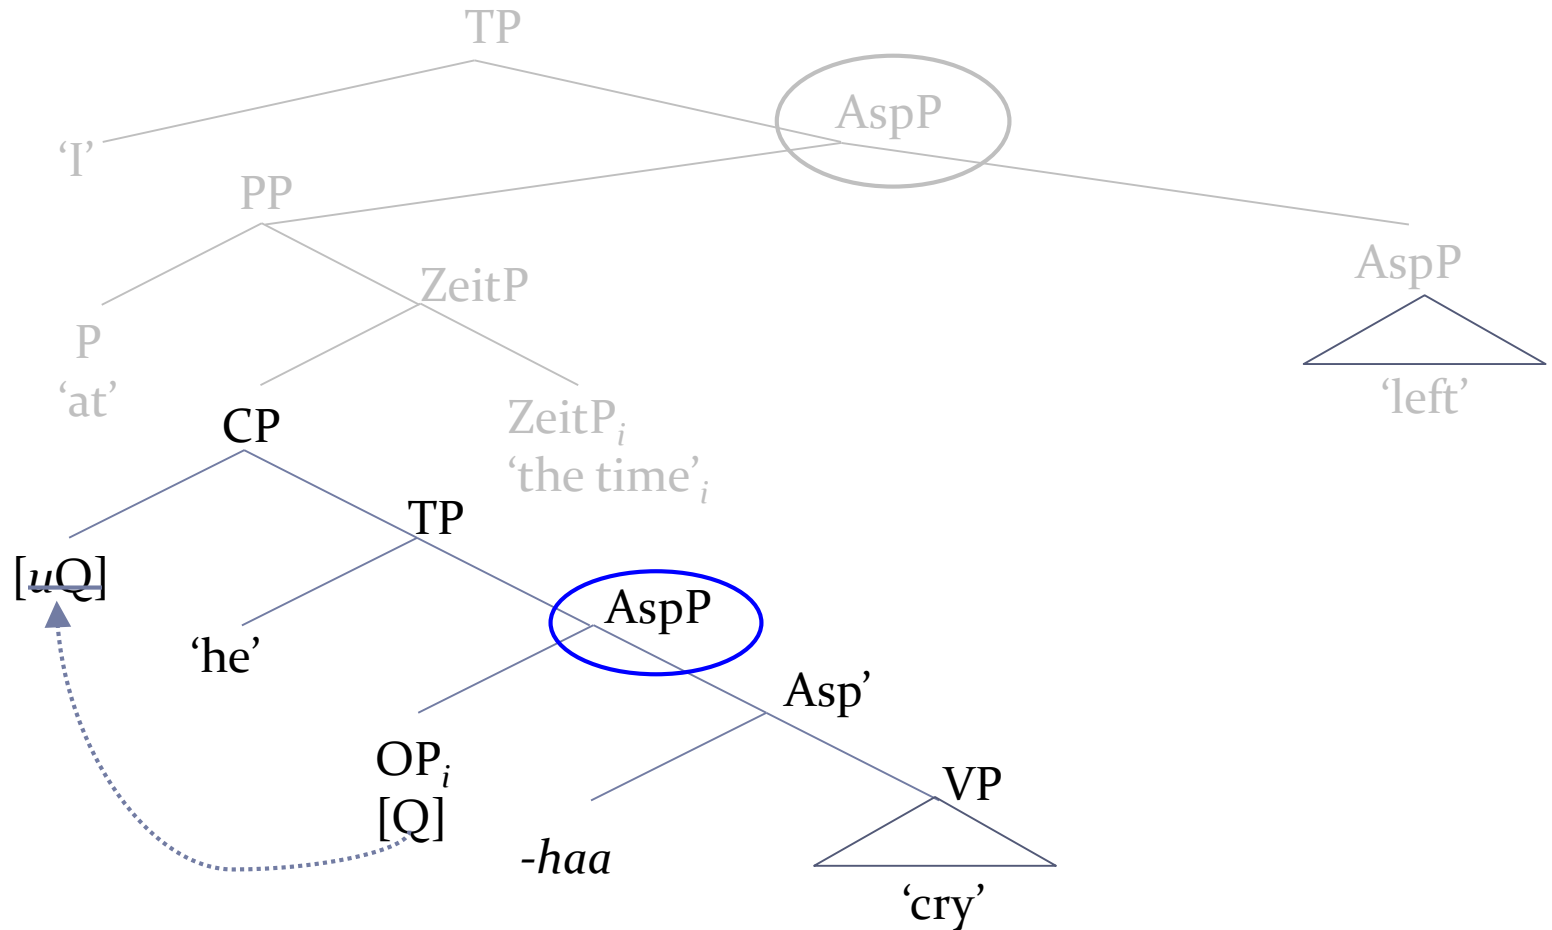 TP
AspP
‘I’
PP
AspP
ZeitP
P
‘at’
‘left’
CP
ZeitPᵢ
‘the time’ᵢ
TP
[uQ]
AspP
‘he’
Asp’
OPᵢ
[Q]
VP
-haa
‘cry’